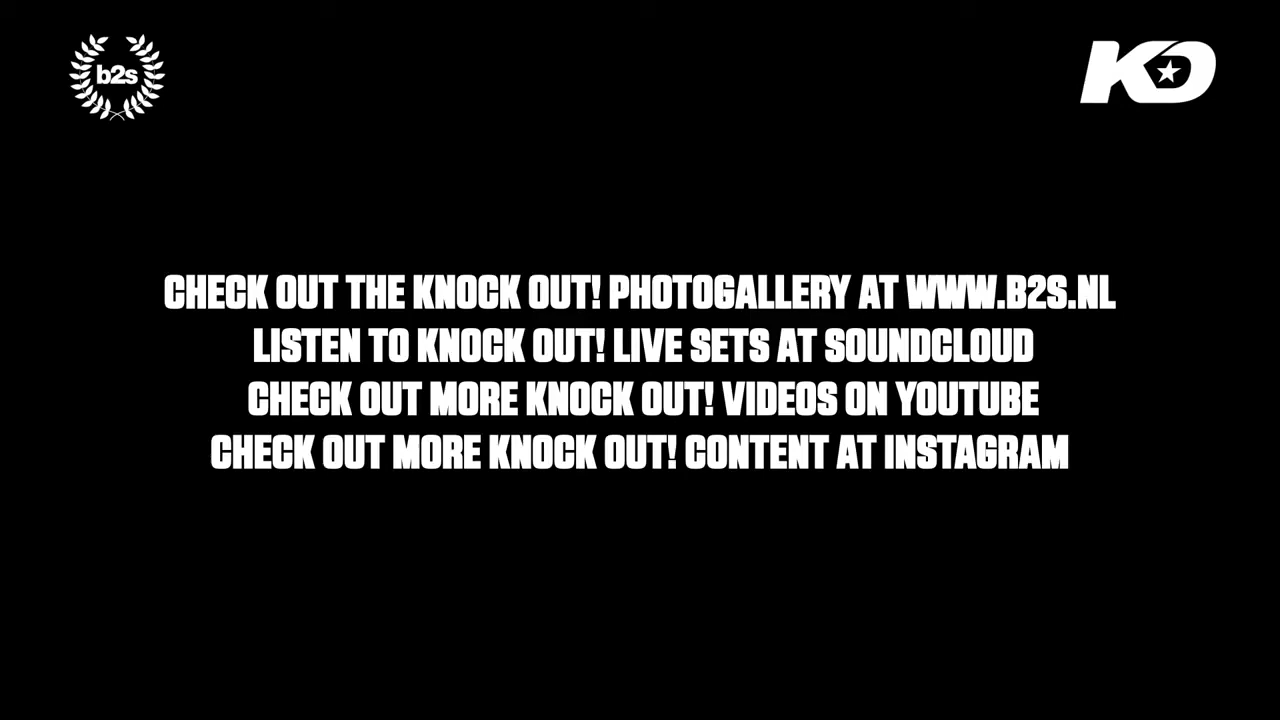 b2s
KO
CHECK OUT THE KNOCK OUT! PHOTOGALLERY AT WWW.B2S.NL
LISTEN TO KNOCK OUT! LIVE SETS AT SOUNDCLOUD
CHECK OUT MORE KNOCK OUT! VIDEOS ON YOUTUBE
CHECK OUT MORE KNOCK OUT! CONTENT AT INSTAGRAM